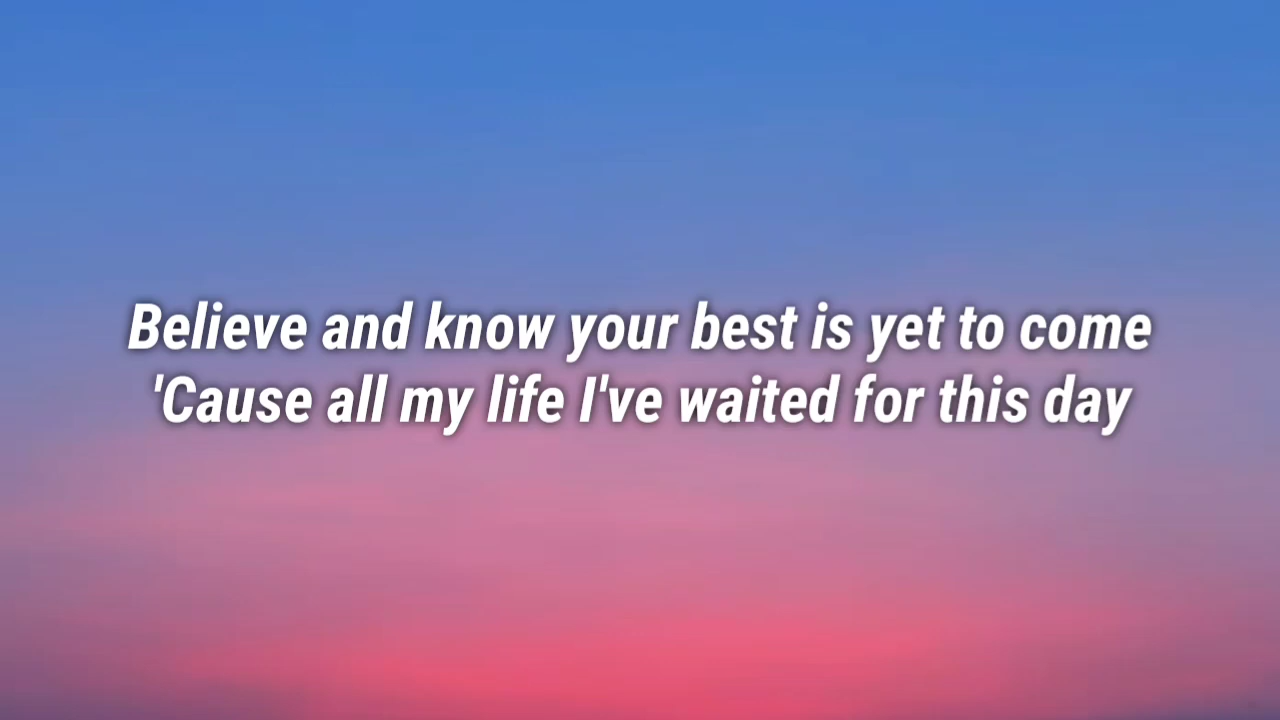 Believe and know your best is yet to come
'Cause all my life I've waited for this day